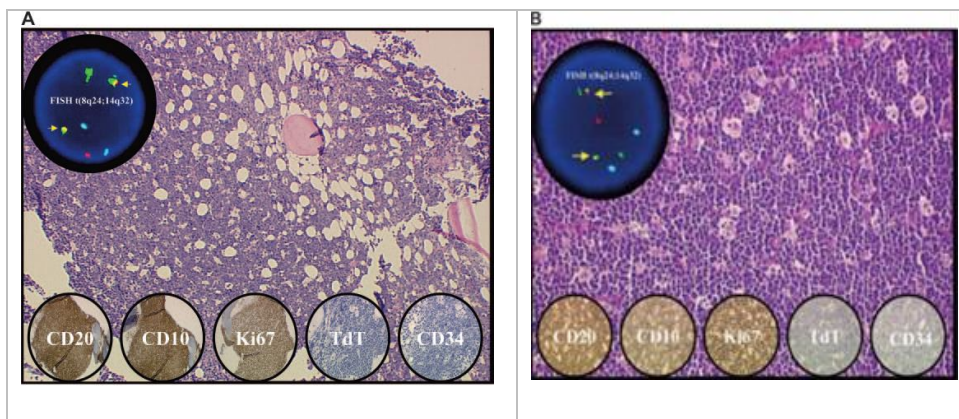 A
FISH t(8q24;14q32)
CD20 CD10 Ki67 TdT CD34
B
FISH t(8q24;14q32)
CD20 CD10 Ki67 TdT CD34